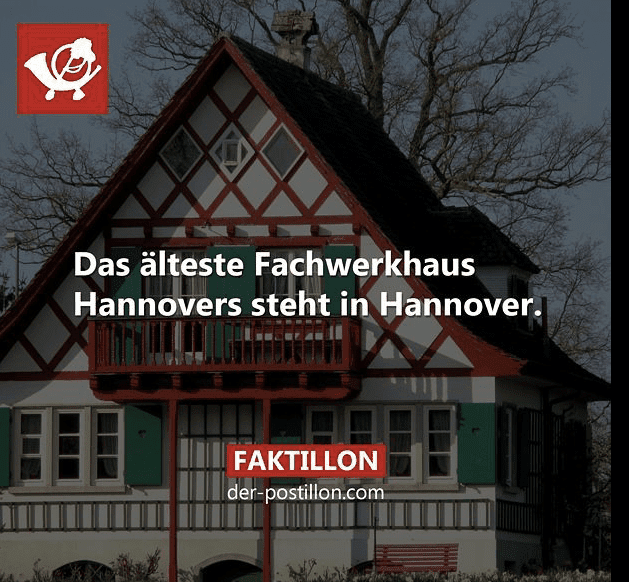 Das älteste Fachwerkhaus
Hannovers steht in Hannover.
FAKTILLON
der-postillon.com